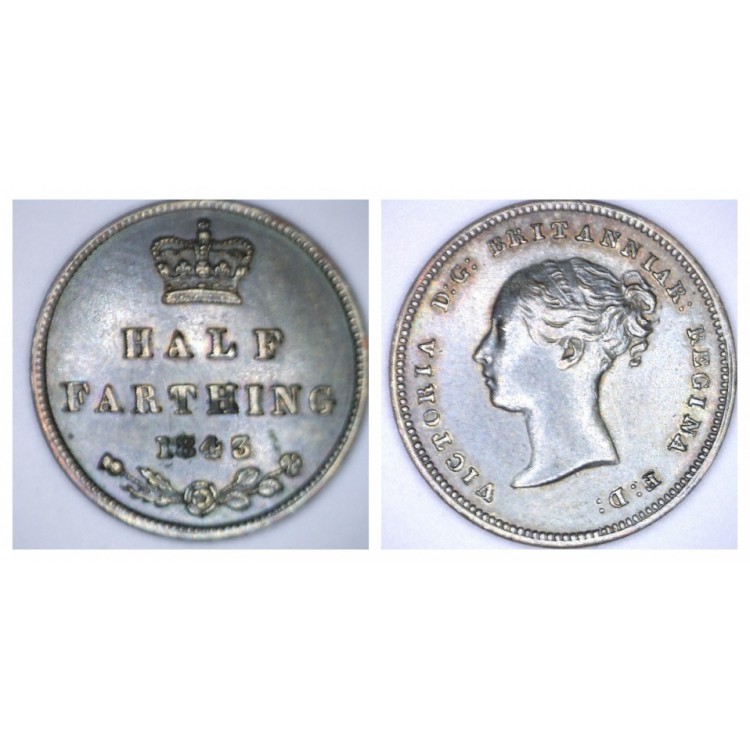 HALF
FARTHING
1843
VICTORIA D:G: BRITANNIAR: REGINA F:D: